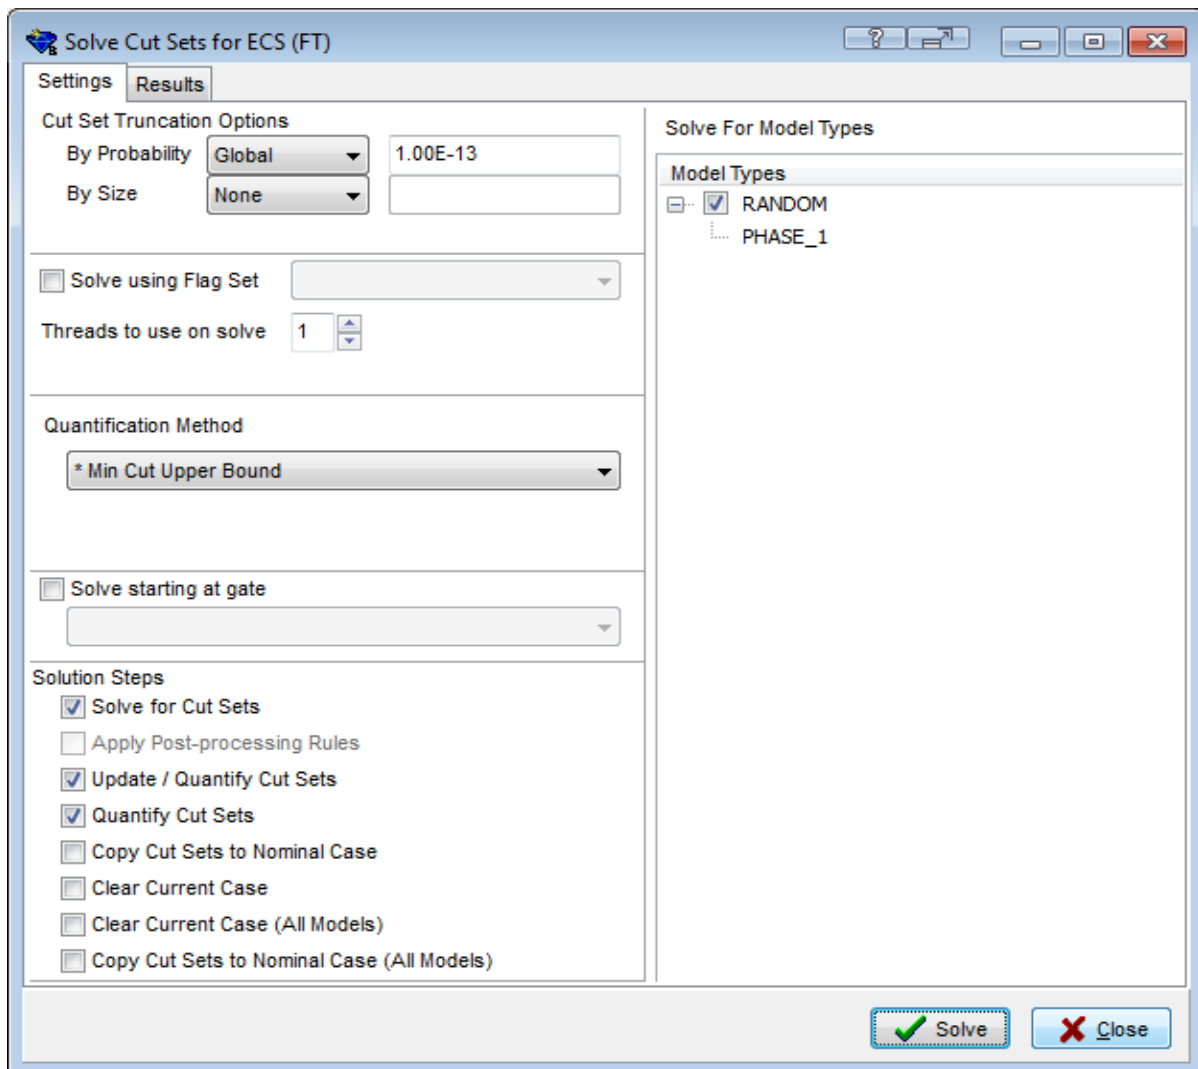 Solve Cut Sets for ECS (FT)
Settings Results
Cut Set Truncation Options
By Probability Global 1.00E-13
By Size None
Solve using Flag Set
Threads to use on solve 1
Quantification Method
* Min Cut Upper Bound
Solve starting at gate
Solution Steps
Solve for Cut Sets
Apply Post-processing Rules
Update / Quantify Cut Sets
Quantify Cut Sets
Copy Cut Sets to Nominal Case
Clear Current Case
Clear Current Case (All Models)
Copy Cut Sets to Nominal Case (All Models)
Solve For Model Types
Model Types
RANDOM
PHASE_1
Solve Close